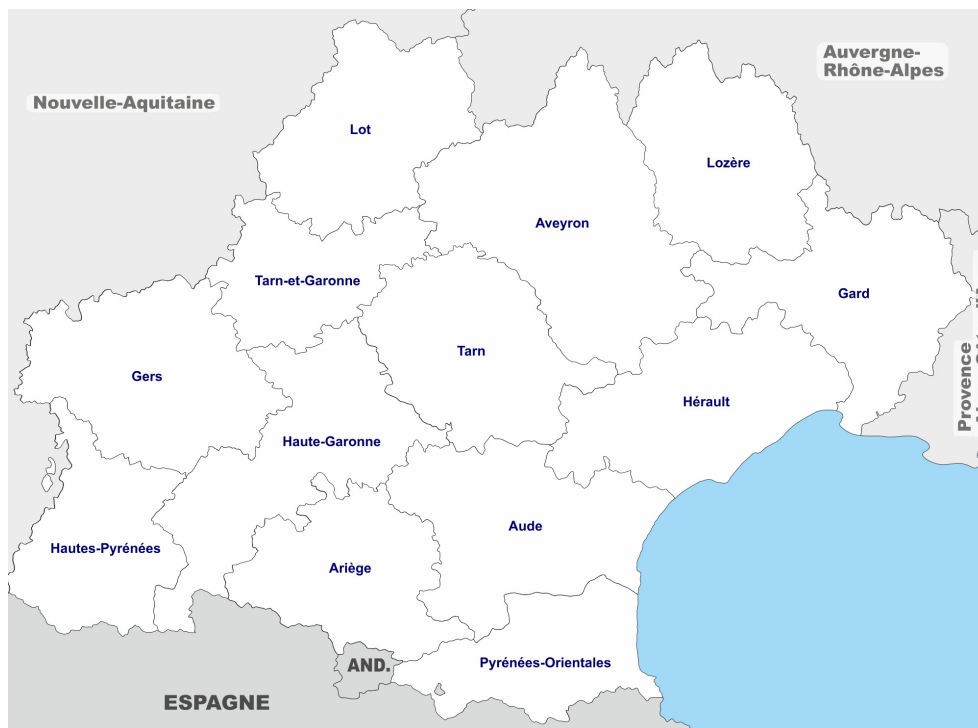 Auvergne-
Rhône-Alpes
Nouvelle-Aquitaine
Lot
Lozère
Aveyron
Tarn-et-Garonne
Gard
Tarn
Gers
Hérault
Provence
Haute-Garonne
Aude
Hautes-Pyrénées
Ariège
Pyrénées-Orientales
AND.
ESPAGNE